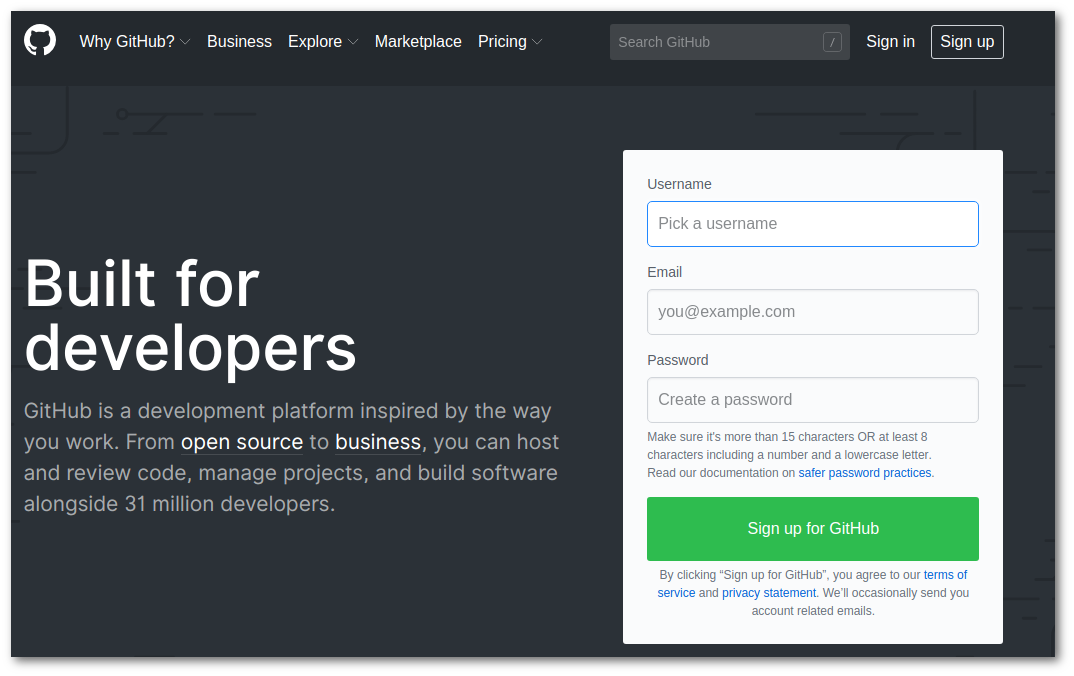 Why GitHub? Business Explore Marketplace Pricing Search GitHub / Sign in Sign up
Built for
developers
GitHub is a development platform inspired by the way
you work. From open source to business, you can host
and review code, manage projects, and build software
alongside 31 million developers.
Username
Pick a username
Email
you@example.com
Password
Create a password
Make sure it's more than 15 characters OR at least 8
characters including a number and a lowercase letter.
Read our documentation on safer password practices.
Sign up for GitHub
By clicking “Sign up for GitHub”, you agree to our terms of
service and privacy statement. We’ll occasionally send you
account related emails.